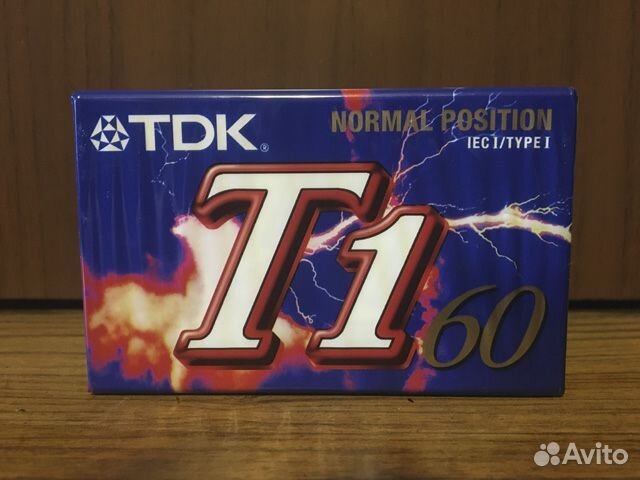 TDK®
NORMAL POSITION
IEC I/TYPE I
T1
60
Avito